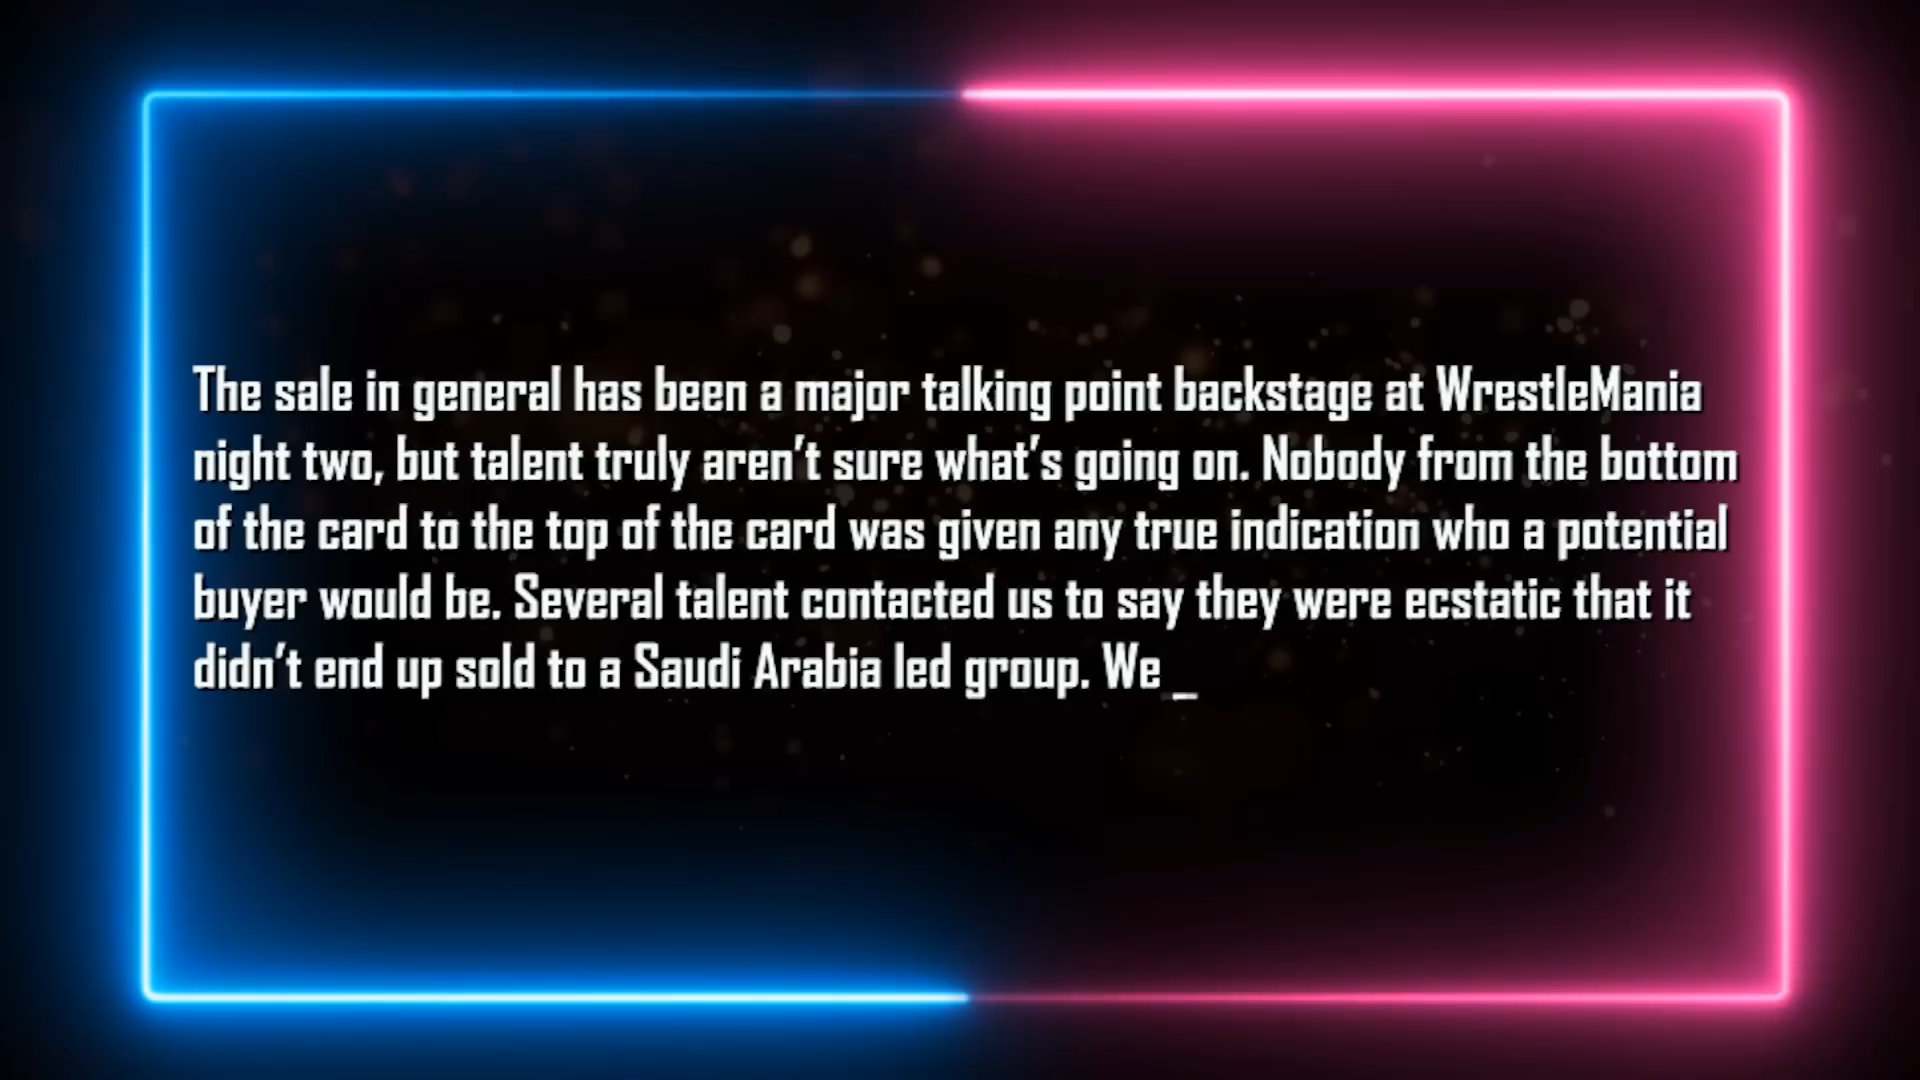 The sale in general has been a major talking point backstage at WrestleMania
night two, but talent truly aren’t sure what’s going on. Nobody from the bottom
of the card to the top of the card was given any true indication who a potential
buyer would be. Several talent contacted us to say they were ecstatic that it
didn’t end up sold to a Saudi Arabia led group. We _